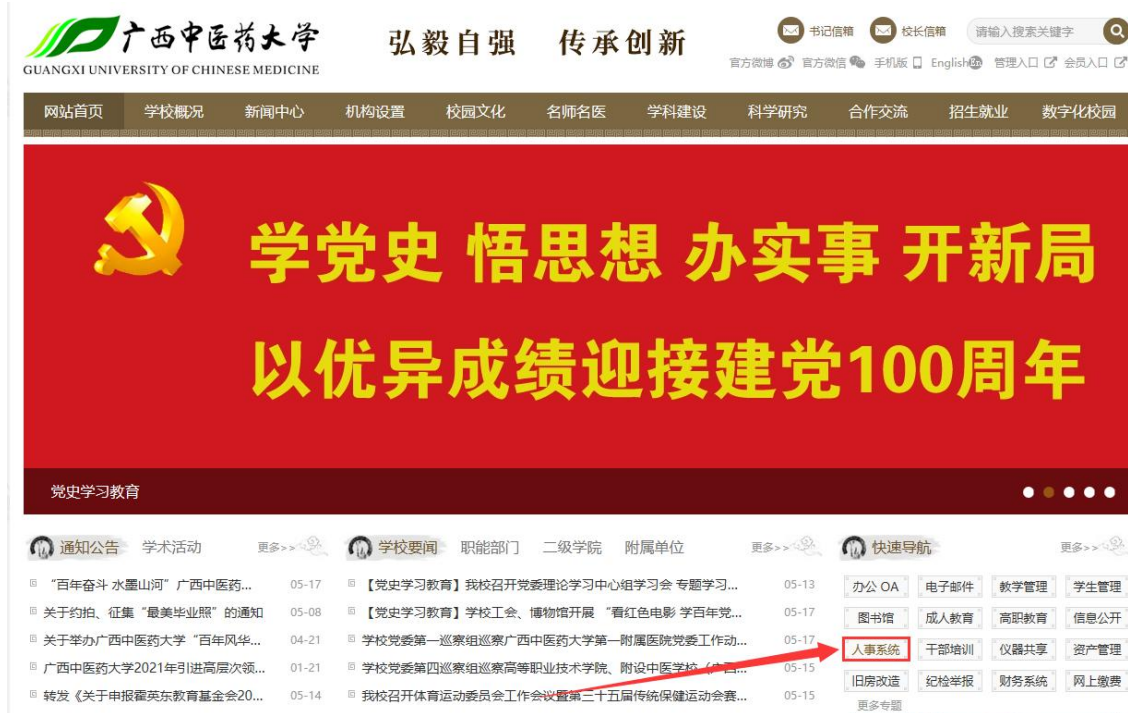 广西中医药大学
GUANGXI UNIVERSITY OF CHINESE MEDICINE
弘毅自强 传承创新
书记信箱 校长信箱 请输入搜素关键字
官方微博 官方微信 手机版 English 管理入口 会员入口
网站首页 学校概况 新闻中心 机构设置 校园文化 名师名医 学科建设 科学研究 合作交流 招生就业 数字化校园
学党史 悟思想 办实事 开新局
以优异成绩迎接建党100周年
党史学习教育
通知公告 学术活动 更多>>
“百年奋斗 水墨山河”广西中医药... 05-17
关于约拍、征集“最美毕业照”的通知 05-08
关于举办广西中医药大学“百年风华... 04-21
广西中医药大学2021年引进高层次领... 01-21
转发《关于申报霍英东教育基金会20... 05-14
学校要闻 职能部门 二级学院 附属单位 更多>>
【党史学习教育】我校召开党委理论学习中心组学习会 专题学习... 05-13
【党史学习教育】学校工会、博物馆开展“看红色电影 学百年党... 05-17
学校党委第一巡察组巡察广西中医药大学第一附属医院党委工作动... 05-17
学校党委第四巡察组巡察高等职业技术学院、附设中医学校（广西... 05-15
我校召开体育运动委员会工作会议暨第三十五届传统保健运动会赛... 05-15
快速导航 更多>>
办公 OA 电子邮件 教学管理 学生管理
图书馆 成人教育 高职教育 信息公开
人事系统 干部培训 仪器共享 资产管理
旧房改造 纪检举报 财务系统 网上缴费
更多专题